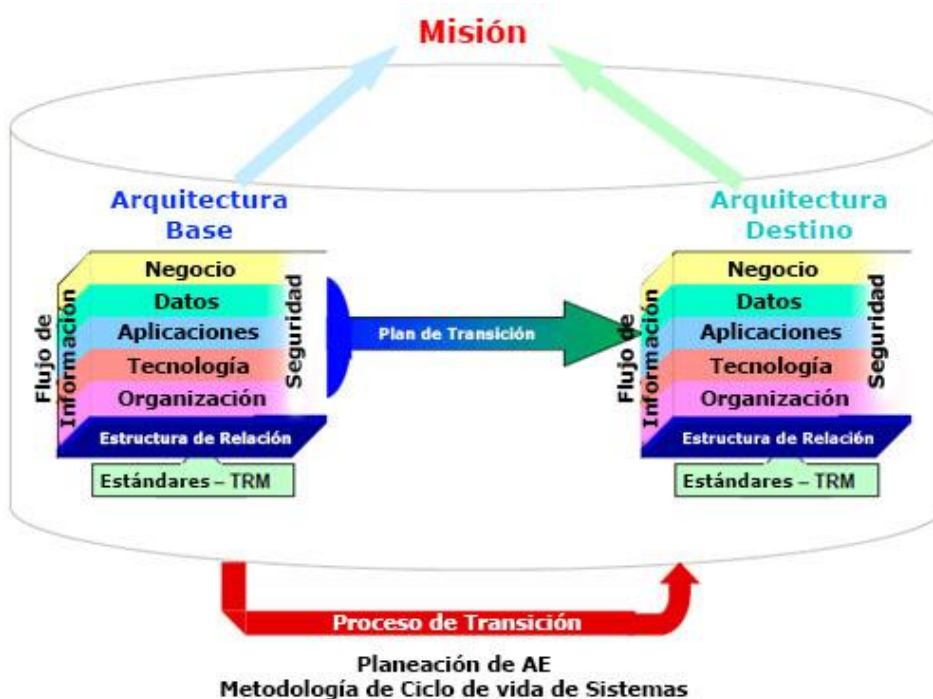 Misión
Arquitectura
Base
Arquitectura
Destino
Flujo de
Información
Negocio
Datos
Aplicaciones
Tecnología
Organización
Seguridad
Estructura de Relación
Estándares – TRM
Plan de Transición
Flujo de
Información
Negocio
Datos
Aplicaciones
Tecnología
Organización
Seguridad
Estructura de Relación
Estándares – TRM
Proceso de Transición
Planeación de AE
Metodología de Ciclo de vida de Sistemas